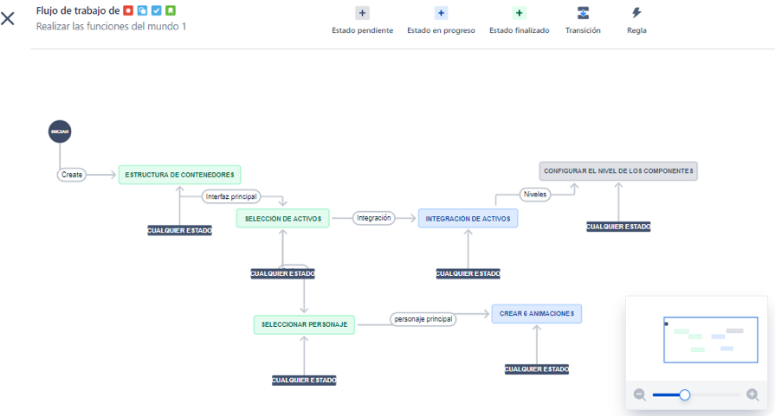 Flujo de trabajo de
Realizar las funciones del mundo 1
Estado pendiente
Estado en progreso
Estado finalizado
Transición
Regla
INICIAR
Create
ESTRUCTURA DE CONTENEDORES
CONFIGURAR EL NIVEL DE LOS COMPONENTES
Interfaz principal
Niveles
SELECCIÓN DE ACTIVOS
Integración
INTEGRACIÓN DE ACTIVOS
CUALQUIER ESTADO
CUALQUIER ESTADO
CUALQUIER ESTADO
CUALQUIER ESTADO
SELECCIONAR PERSONAJE
personaje principal
CREAR 6 ANIMACIONES
CUALQUIER ESTADO
CUALQUIER ESTADO